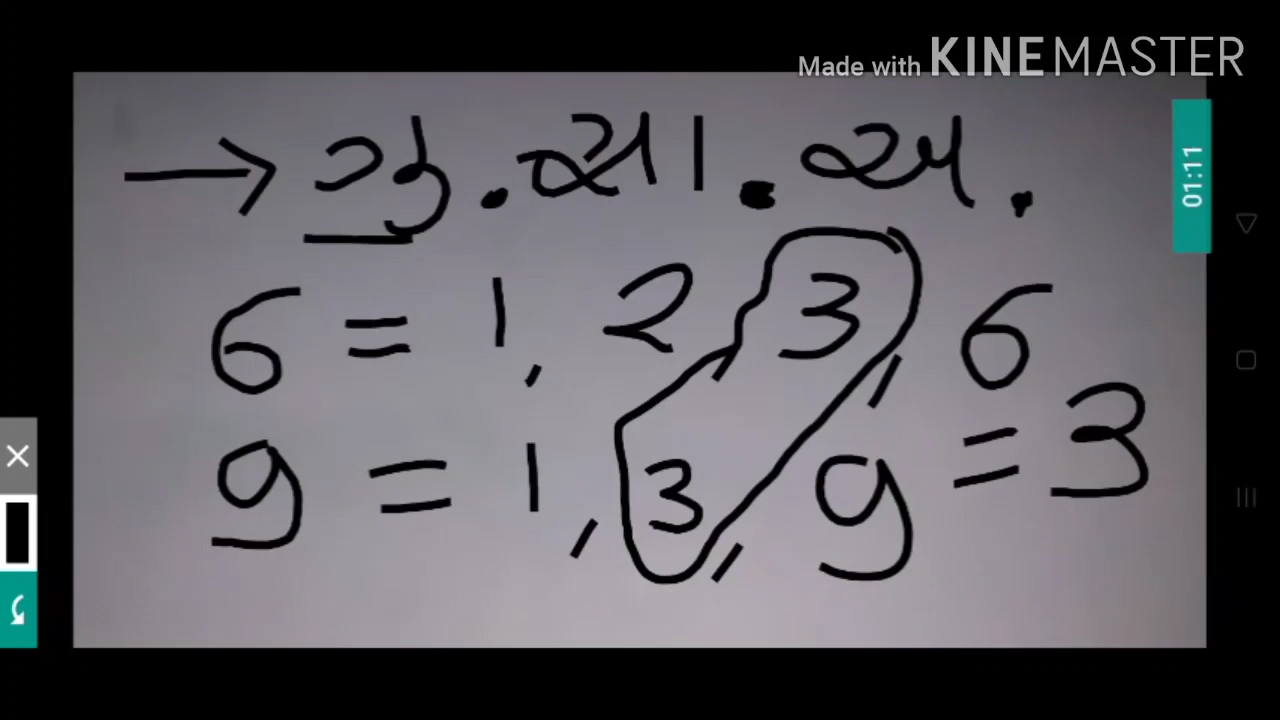 Made with KINEMASTER
01:11
→ ગુ.સા.અ.
6 = 1, 2, 3, 6
9 = 1, 3, 9 = 3